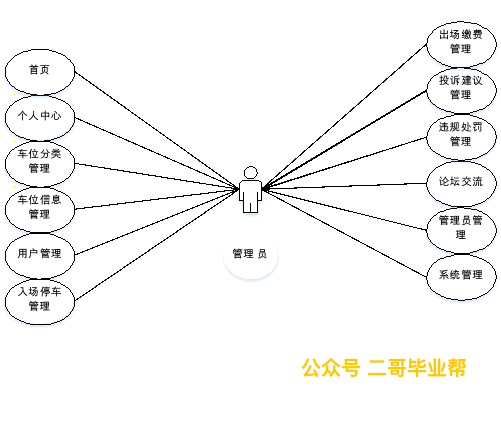 首页
个人中心
车位分类
管理
车位信息
管理
用户管理
入场停车
管理
管理员
出场缴费
管理
投诉建议
管理
违规处罚
管理
论坛交流
管理员管
理
系统管理
公众号 二哥毕业帮